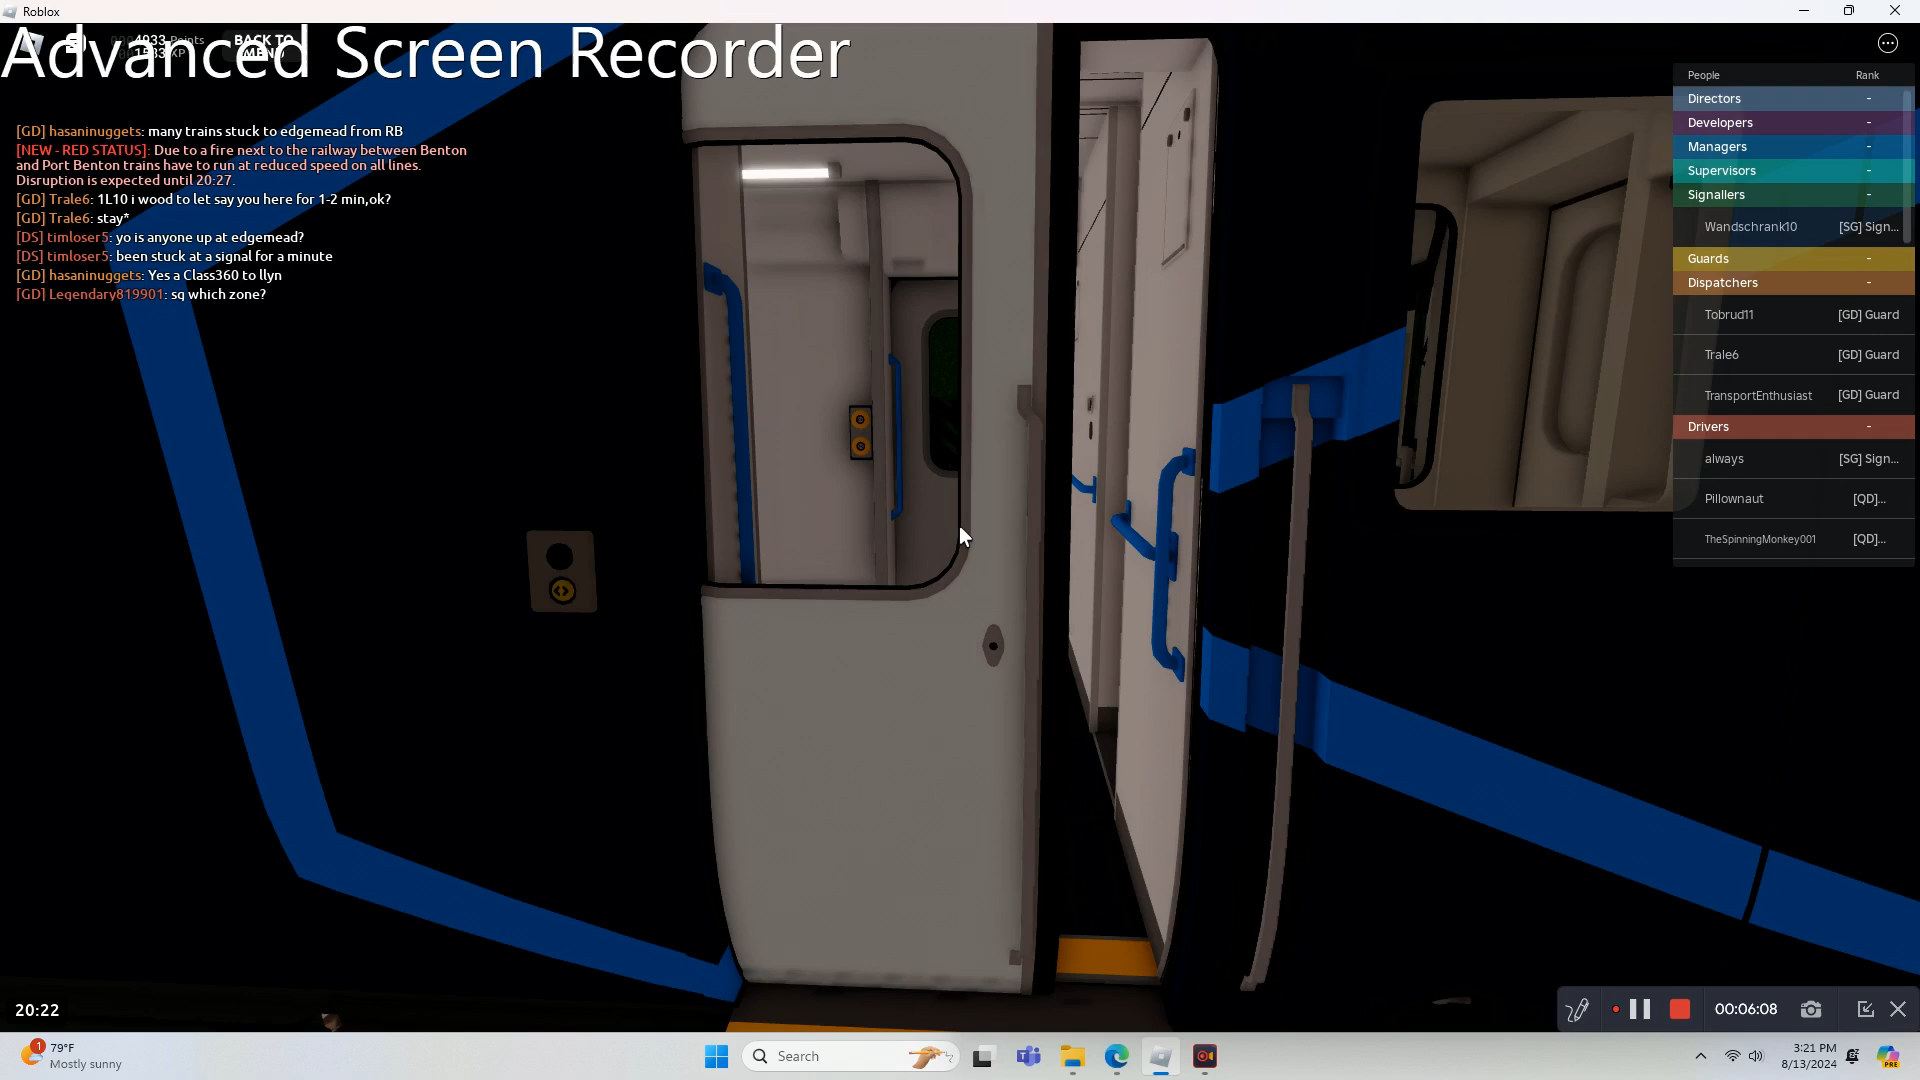 Roblox
Advanced Screen Recorder
4933 Points
BACK TO
MENU
[GD] hasaninuggets: many trains stuck to edgemead from RB
[NEW - RED STATUS]: Due to a fire next to the railway between Benton
and Port Benton trains have to run at reduced speed on all lines.
Disruption is expected until 20:27.
[GD] Trale6: 1L10 i wood to let say you here for 1-2 min,ok?
[GD] Trale6: stay*
[DS] timloser5: yo is anyone up at edgemead?
[DS] timloser5: been stuck at a signal for a minute
[GD] hasaninuggets: Yes a Class360 to llyn
[GD] Legendary819901: sg which zone?
People Rank
Directors -
Developers -
Managers -
Supervisors -
Signallers -
Wandschrank10 [SG] Sign...
Guards -
Dispatchers -
Tobrud11 [GD] Guard
Trale6 [GD] Guard
TransportEnthusiast [GD] Guard
Drivers -
always [SG] Sign...
Pillownaut [QD]...
TheSpinningMonkey001 [QD]...
20:22
00:06:08
1
79°F
Mostly sunny
Search
3:21 PM
8/13/2024
PRE